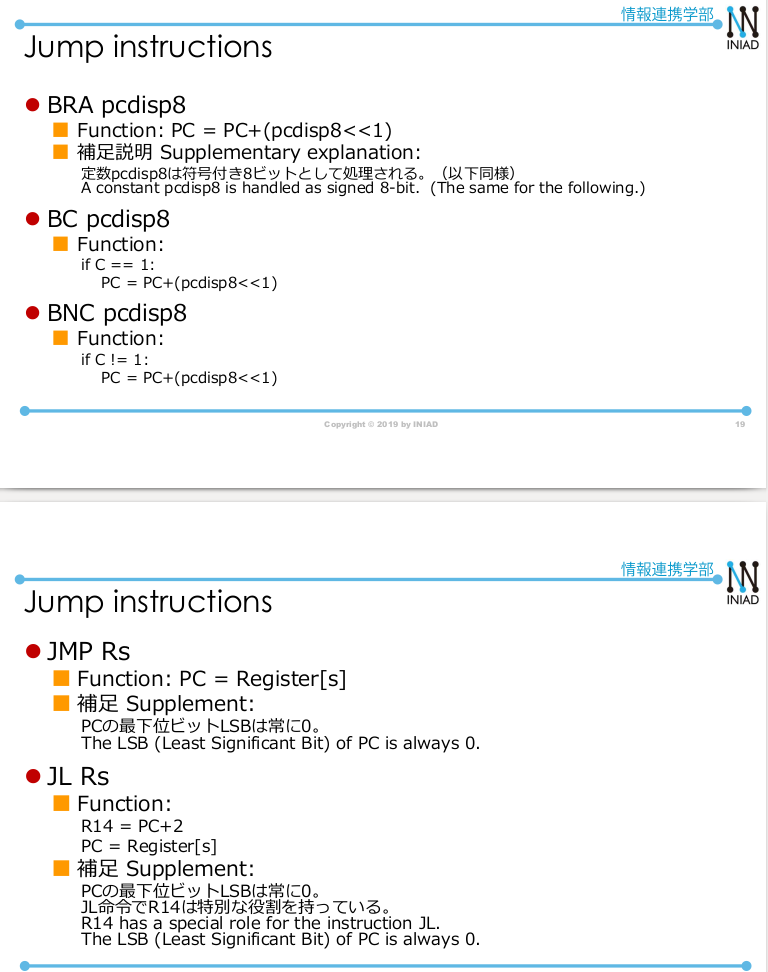 情報連携学部
INIAD
Jump instructions
BRA pcdisp8
Function: PC = PC+(pcdisp8<<1)
補足説明 Supplementary explanation:
定数pcdisp8は符号付き8ビットとして処理される。（以下同様）
A constant pcdisp8 is handled as signed 8-bit. (The same for the following.)
BC pcdisp8
Function:
if C == 1:
PC = PC+(pcdisp8<<1)
BNC pcdisp8
Function:
if C != 1:
PC = PC+(pcdisp8<<1)
Copyright © 2019 by INIAD
19
情報連携学部
INIAD
Jump instructions
JMP Rs
Function: PC = Register[s]
補足 Supplement:
PCの最下位ビットLSBは常に0。
The LSB (Least Significant Bit) of PC is always 0.
JL Rs
Function:
R14 = PC+2
PC = Register[s]
補足 Supplement:
PCの最下位ビットLSBは常に0。
JL命令でR14は特別な役割を持っている。
R14 has a special role for the instruction JL.
The LSB (Least Significant Bit) of PC is always 0.